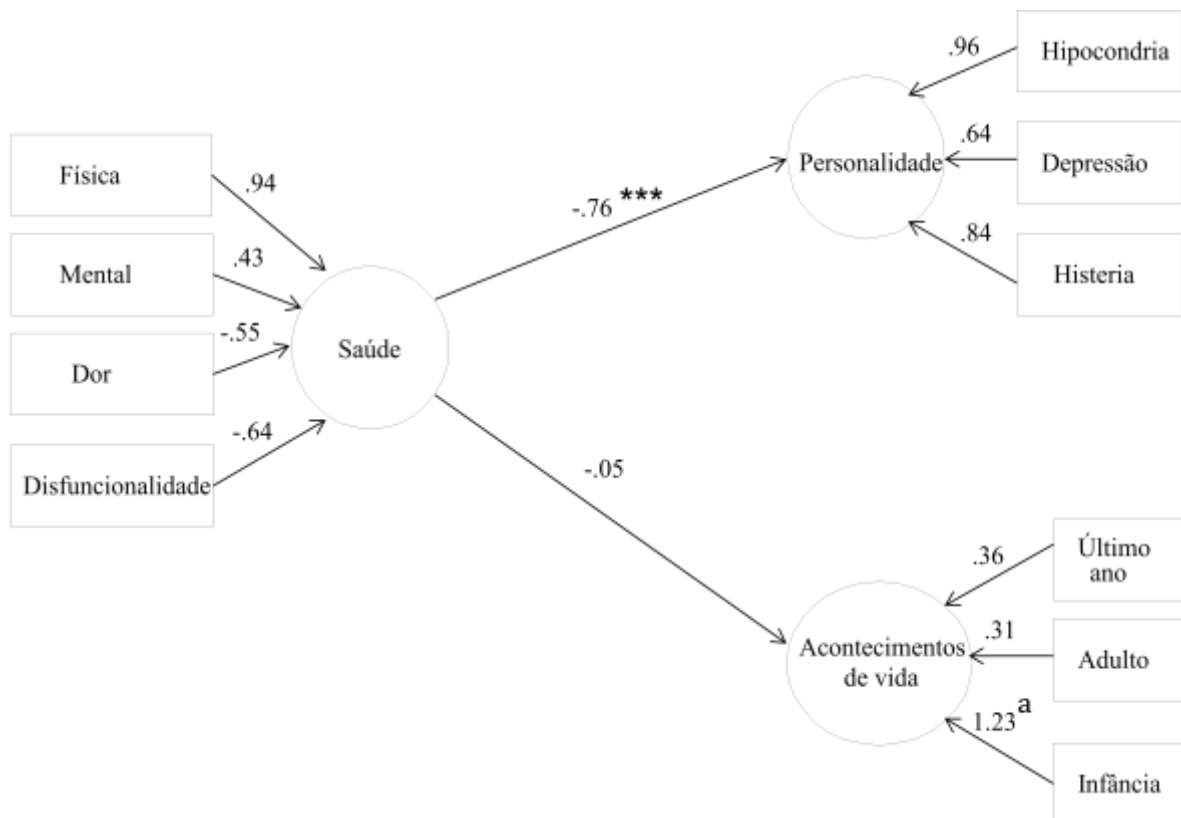 Física
.94
Mental
.43
Dor
-.55
Disfuncionalidade
-.64
Saúde
-.76 ***
-.05
Personalidade
.96
Hipocondria
.64
Depressão
.84
Histeria
Acontecimentos
de vida
.36
Último
ano
.31
Adulto
1.23a
Infância